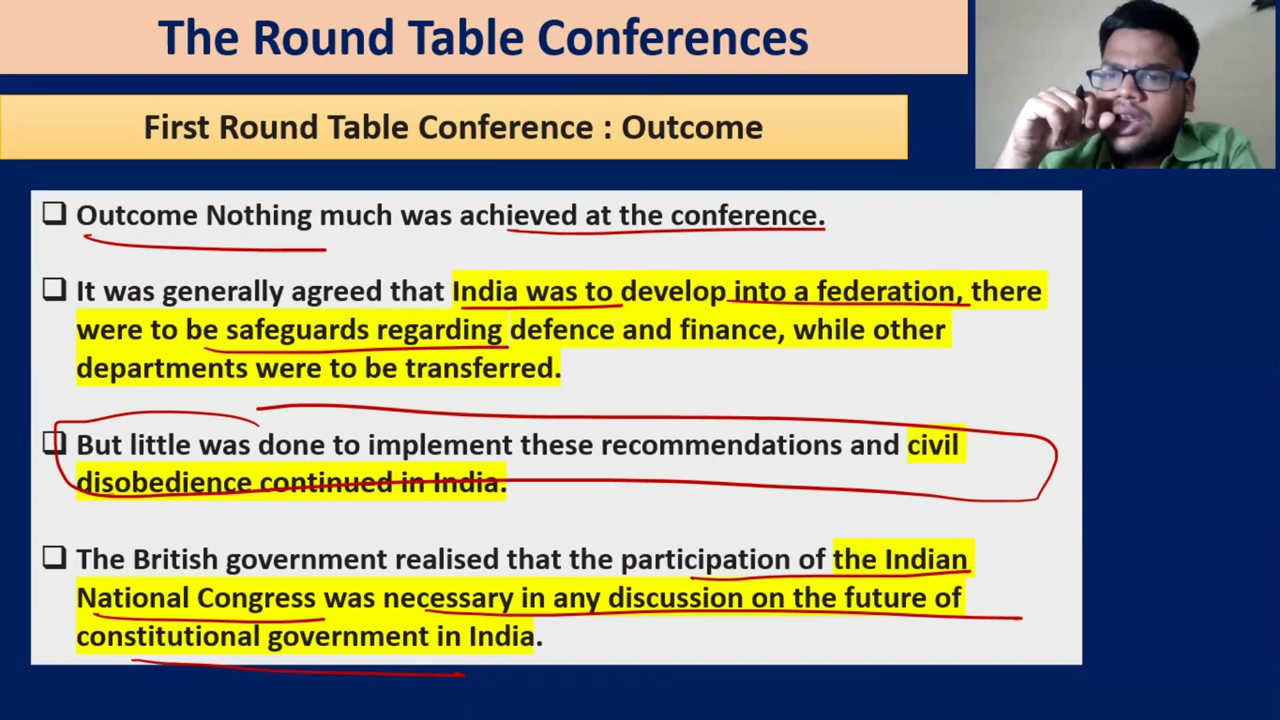 The Round Table Conferences
First Round Table Conference : Outcome
❑ Outcome Nothing much was achieved at the conference.
❑ It was generally agreed that India was to develop into a federation, there
were to be safeguards regarding defence and finance, while other
departments were to be transferred.
❑ But little was done to implement these recommendations and civil
disobedience continued in India.
❑ The British government realised that the participation of the Indian
National Congress was necessary in any discussion on the future of
constitutional government in India.